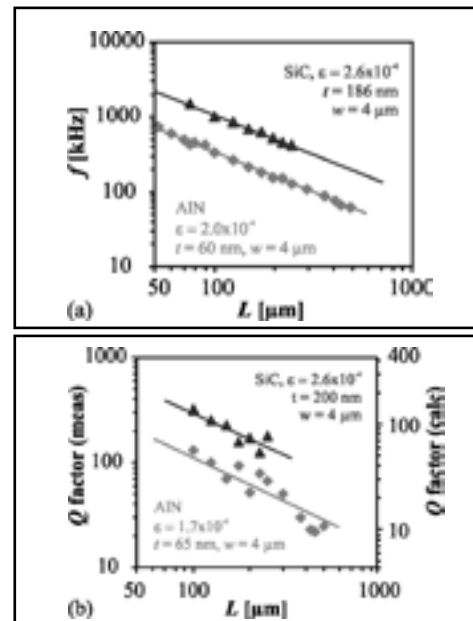 10000
1000
100
10
f [kHz]
SiC, ε = 2.6x10⁻⁴
t = 186 nm
w = 4 μm
AlN
ε = 2.0x10⁻⁴
t = 60 nm, w = 4 μm
50
100
1000
(a)
L [μm]
1000
100
10
Q factor (meas)
SiC, ε = 2.6x10⁻⁴
t = 200 nm
w = 4 μm
400
100
10
Q factor (calc)
AlN
ε = 1.7x10⁻⁴
t = 65 nm, w = 4 μm
50
100
1000
(b)
L [μm]